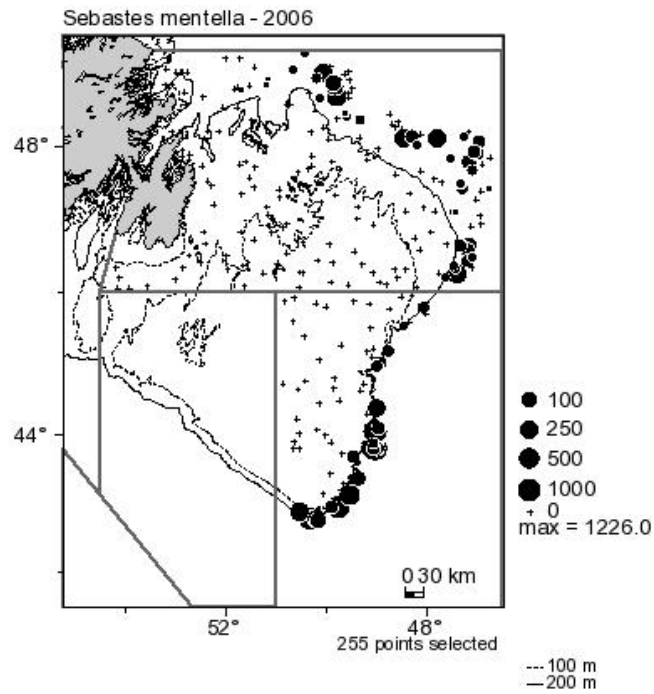 Sebastes mentella - 2006
48°
44°
100
250
500
1000
0
max = 1226.0
0 30 km
52°
48°
255 points selected
100 m
200 m